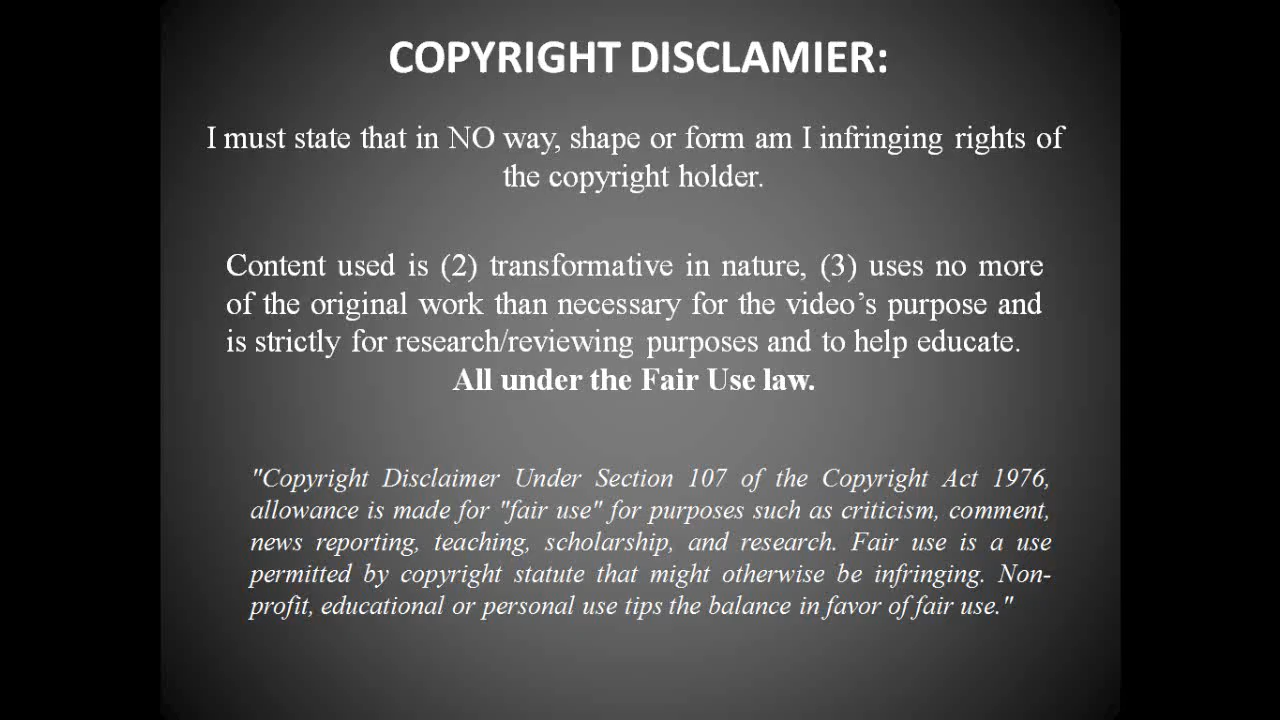 COPYRIGHT DISCLAMIER:
I must state that in NO way, shape or form am I infringing rights of
the copyright holder.
Content used is (2) transformative in nature, (3) uses no more
of the original work than necessary for the video's purpose and
is strictly for research/reviewing purposes and to help educate.
All under the Fair Use law.
"Copyright Disclaimer Under Section 107 of the Copyright Act 1976,
allowance is made for "fair use" for purposes such as criticism, comment,
news reporting, teaching, scholarship, and research. Fair use is a use
permitted by copyright statute that might otherwise be infringing. Non-
profit, educational or personal use tips the balance in favor of fair use."